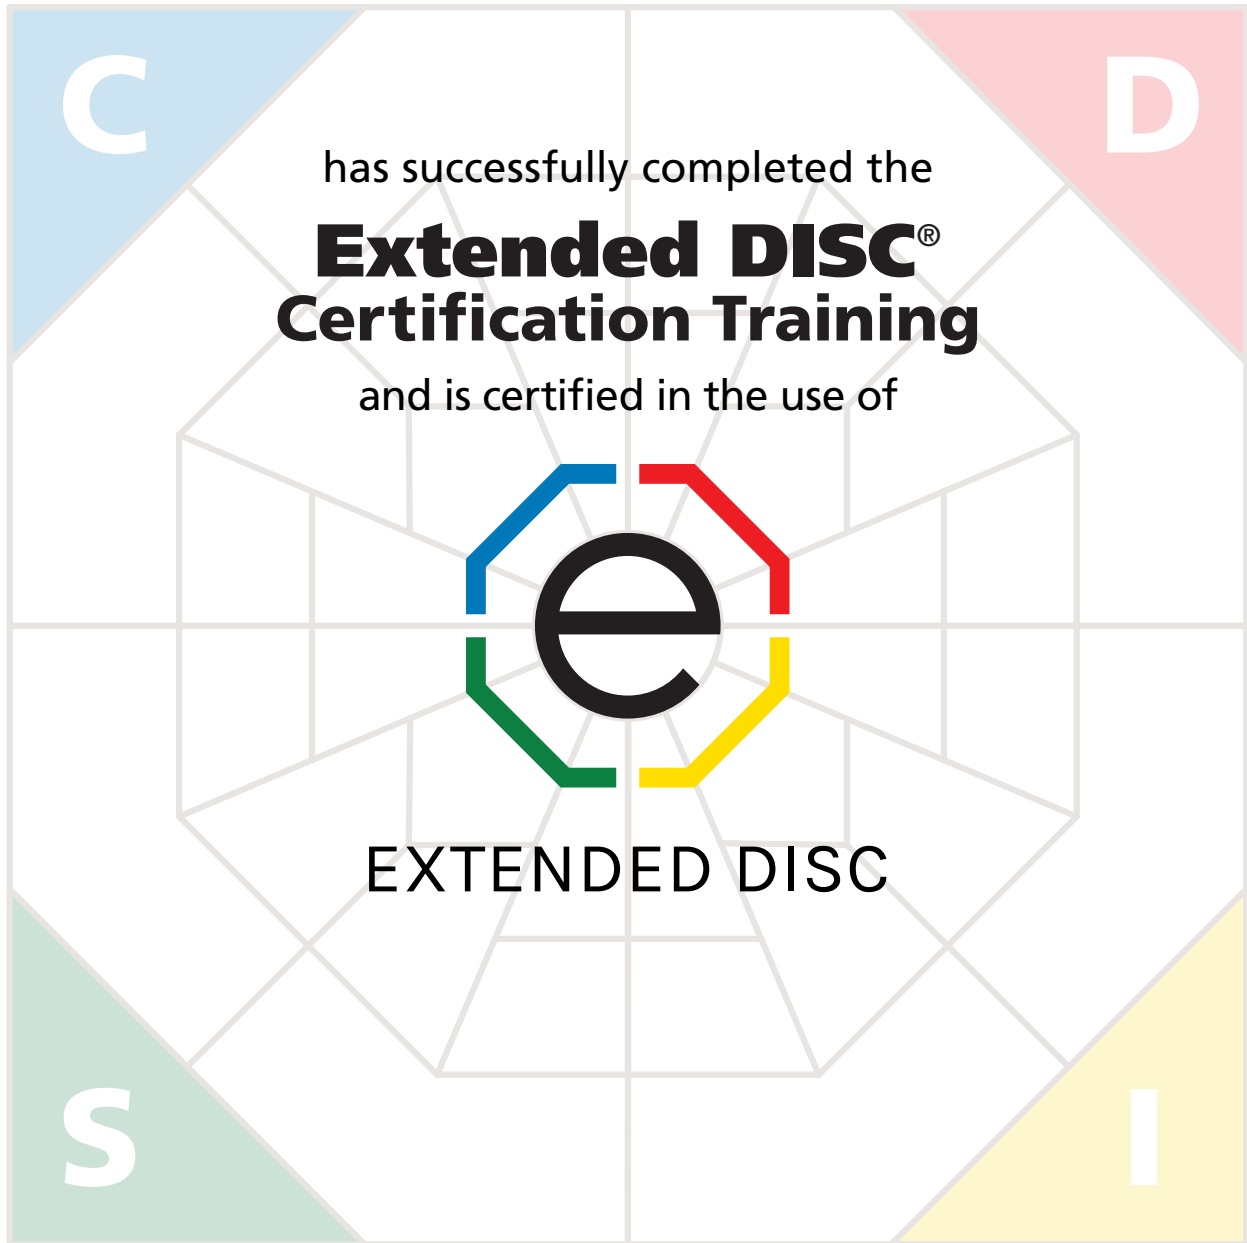 C
D
has successfully completed the
Extended DISC®
Certification Training
and is certified in the use of
e
EXTENDED DISC
S
I